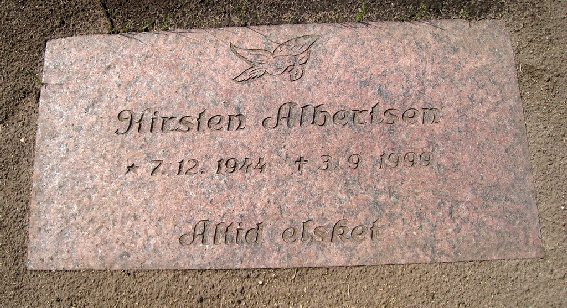 Kirsten Albertsen
* 7.12.1944 † 3.9.1999
Altid elsket